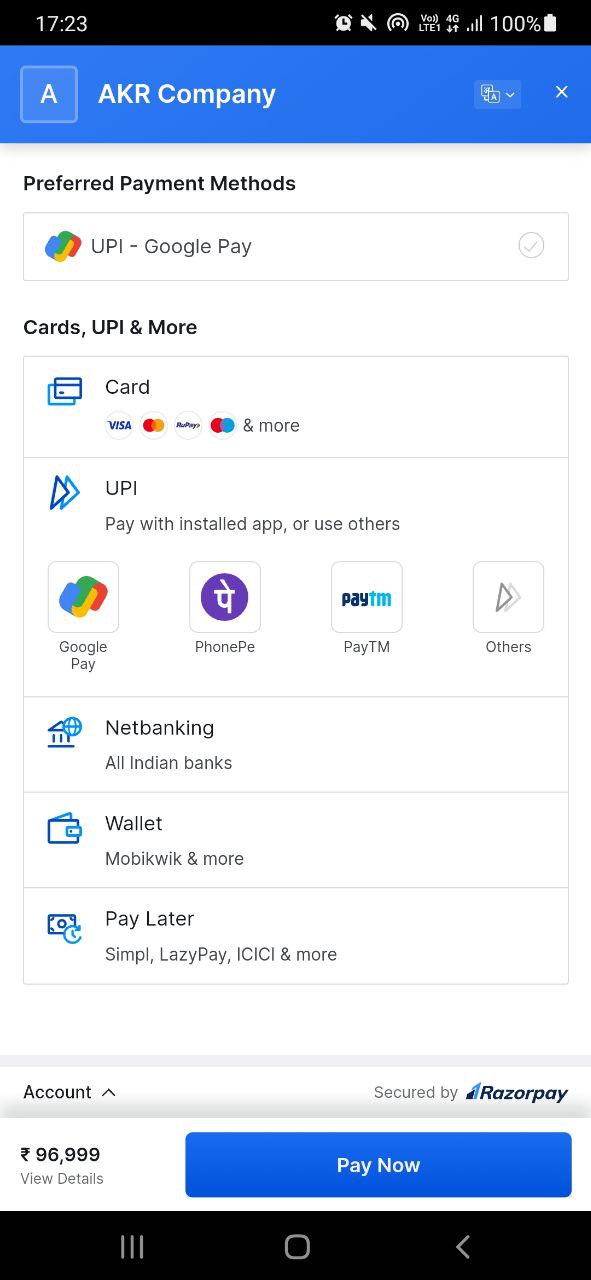 17:23
Vo)) 4G
LTE1
100%
A
AKR Company
Preferred Payment Methods
UPI - Google Pay
Cards, UPI & More
Card
VISA RuPay & more
UPI
Pay with installed app, or use others
पे
paytm
Google
Pay
PhonePe
PayTM
Others
Netbanking
All Indian banks
Wallet
Mobikwik & more
Pay Later
Simpl, LazyPay, ICICI & more
Account
Secured by Razorpay
₹ 96,999
View Details
Pay Now